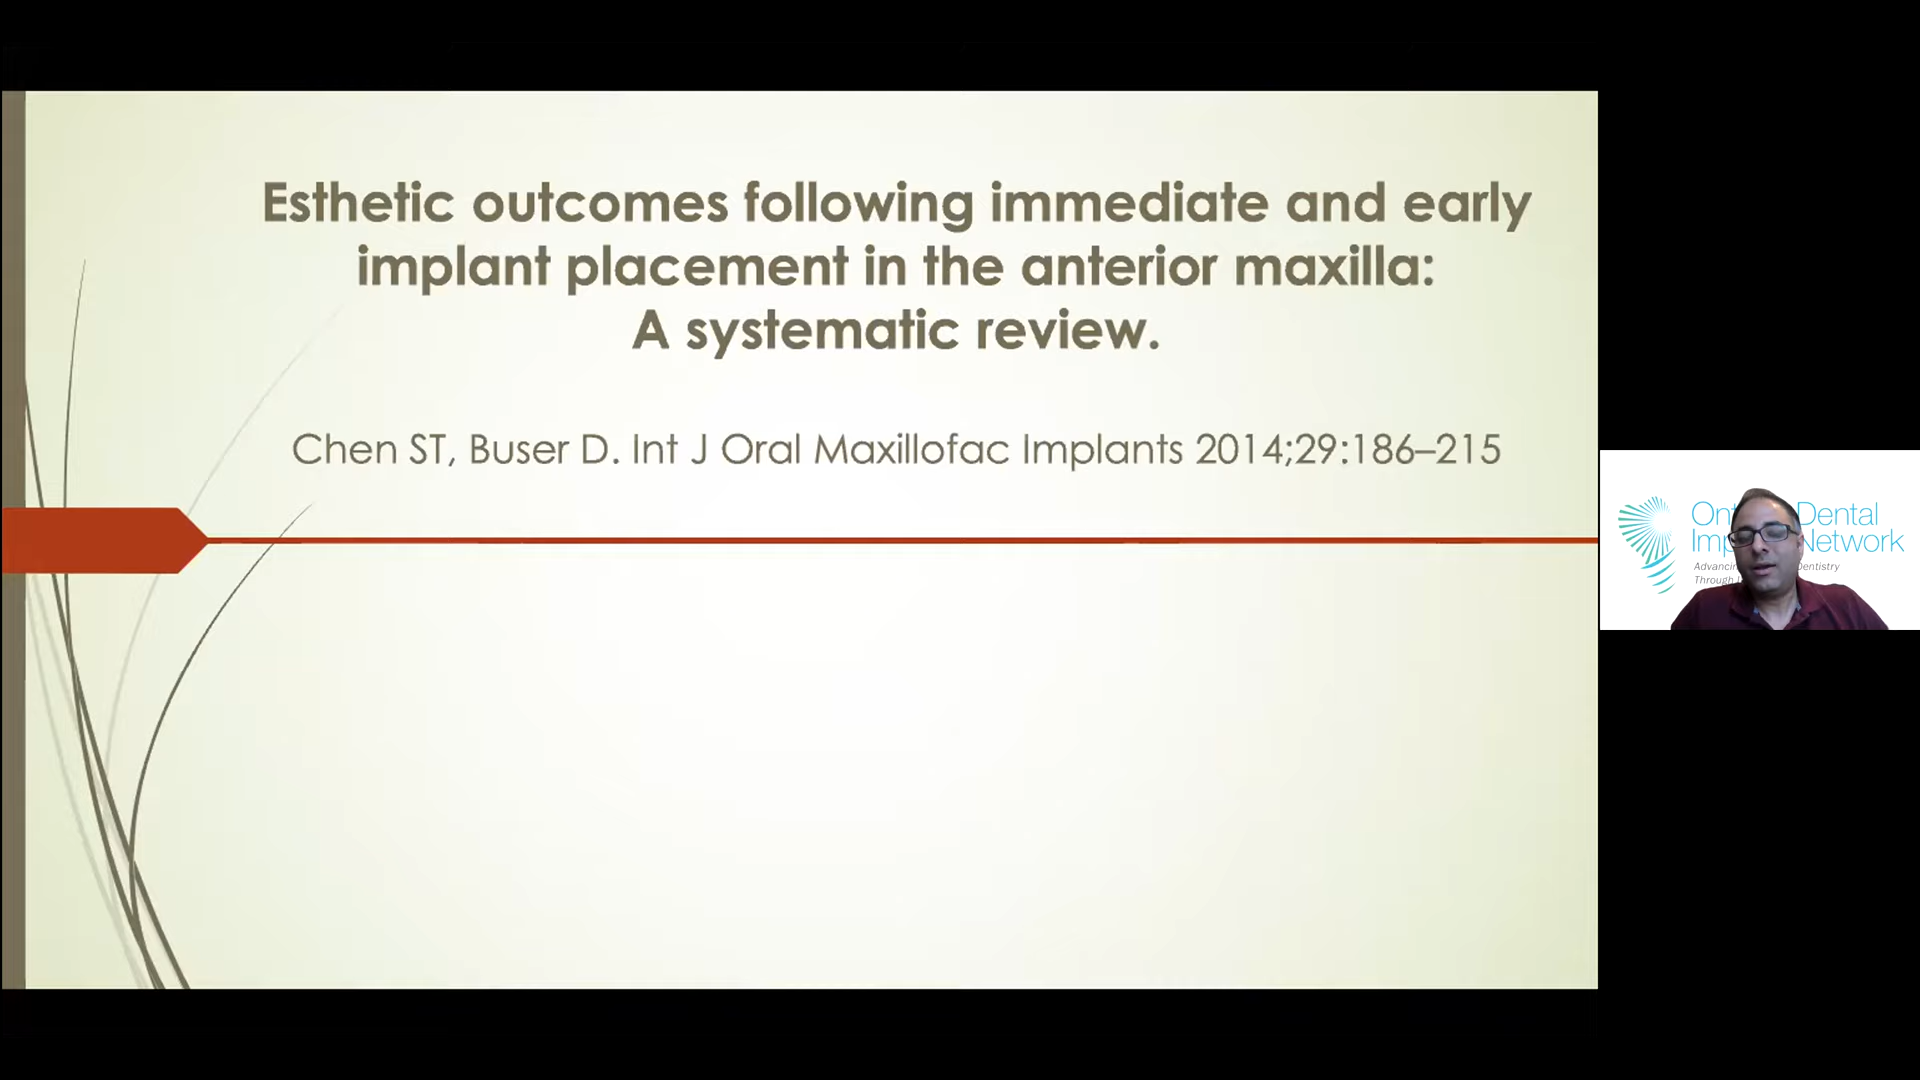 Esthetic outcomes following immediate and early
implant placement in the anterior maxilla:
A systematic review.
Chen ST, Buser D. Int J Oral Maxillofac Implants 2014;29:186–215
Dental
Network
Through